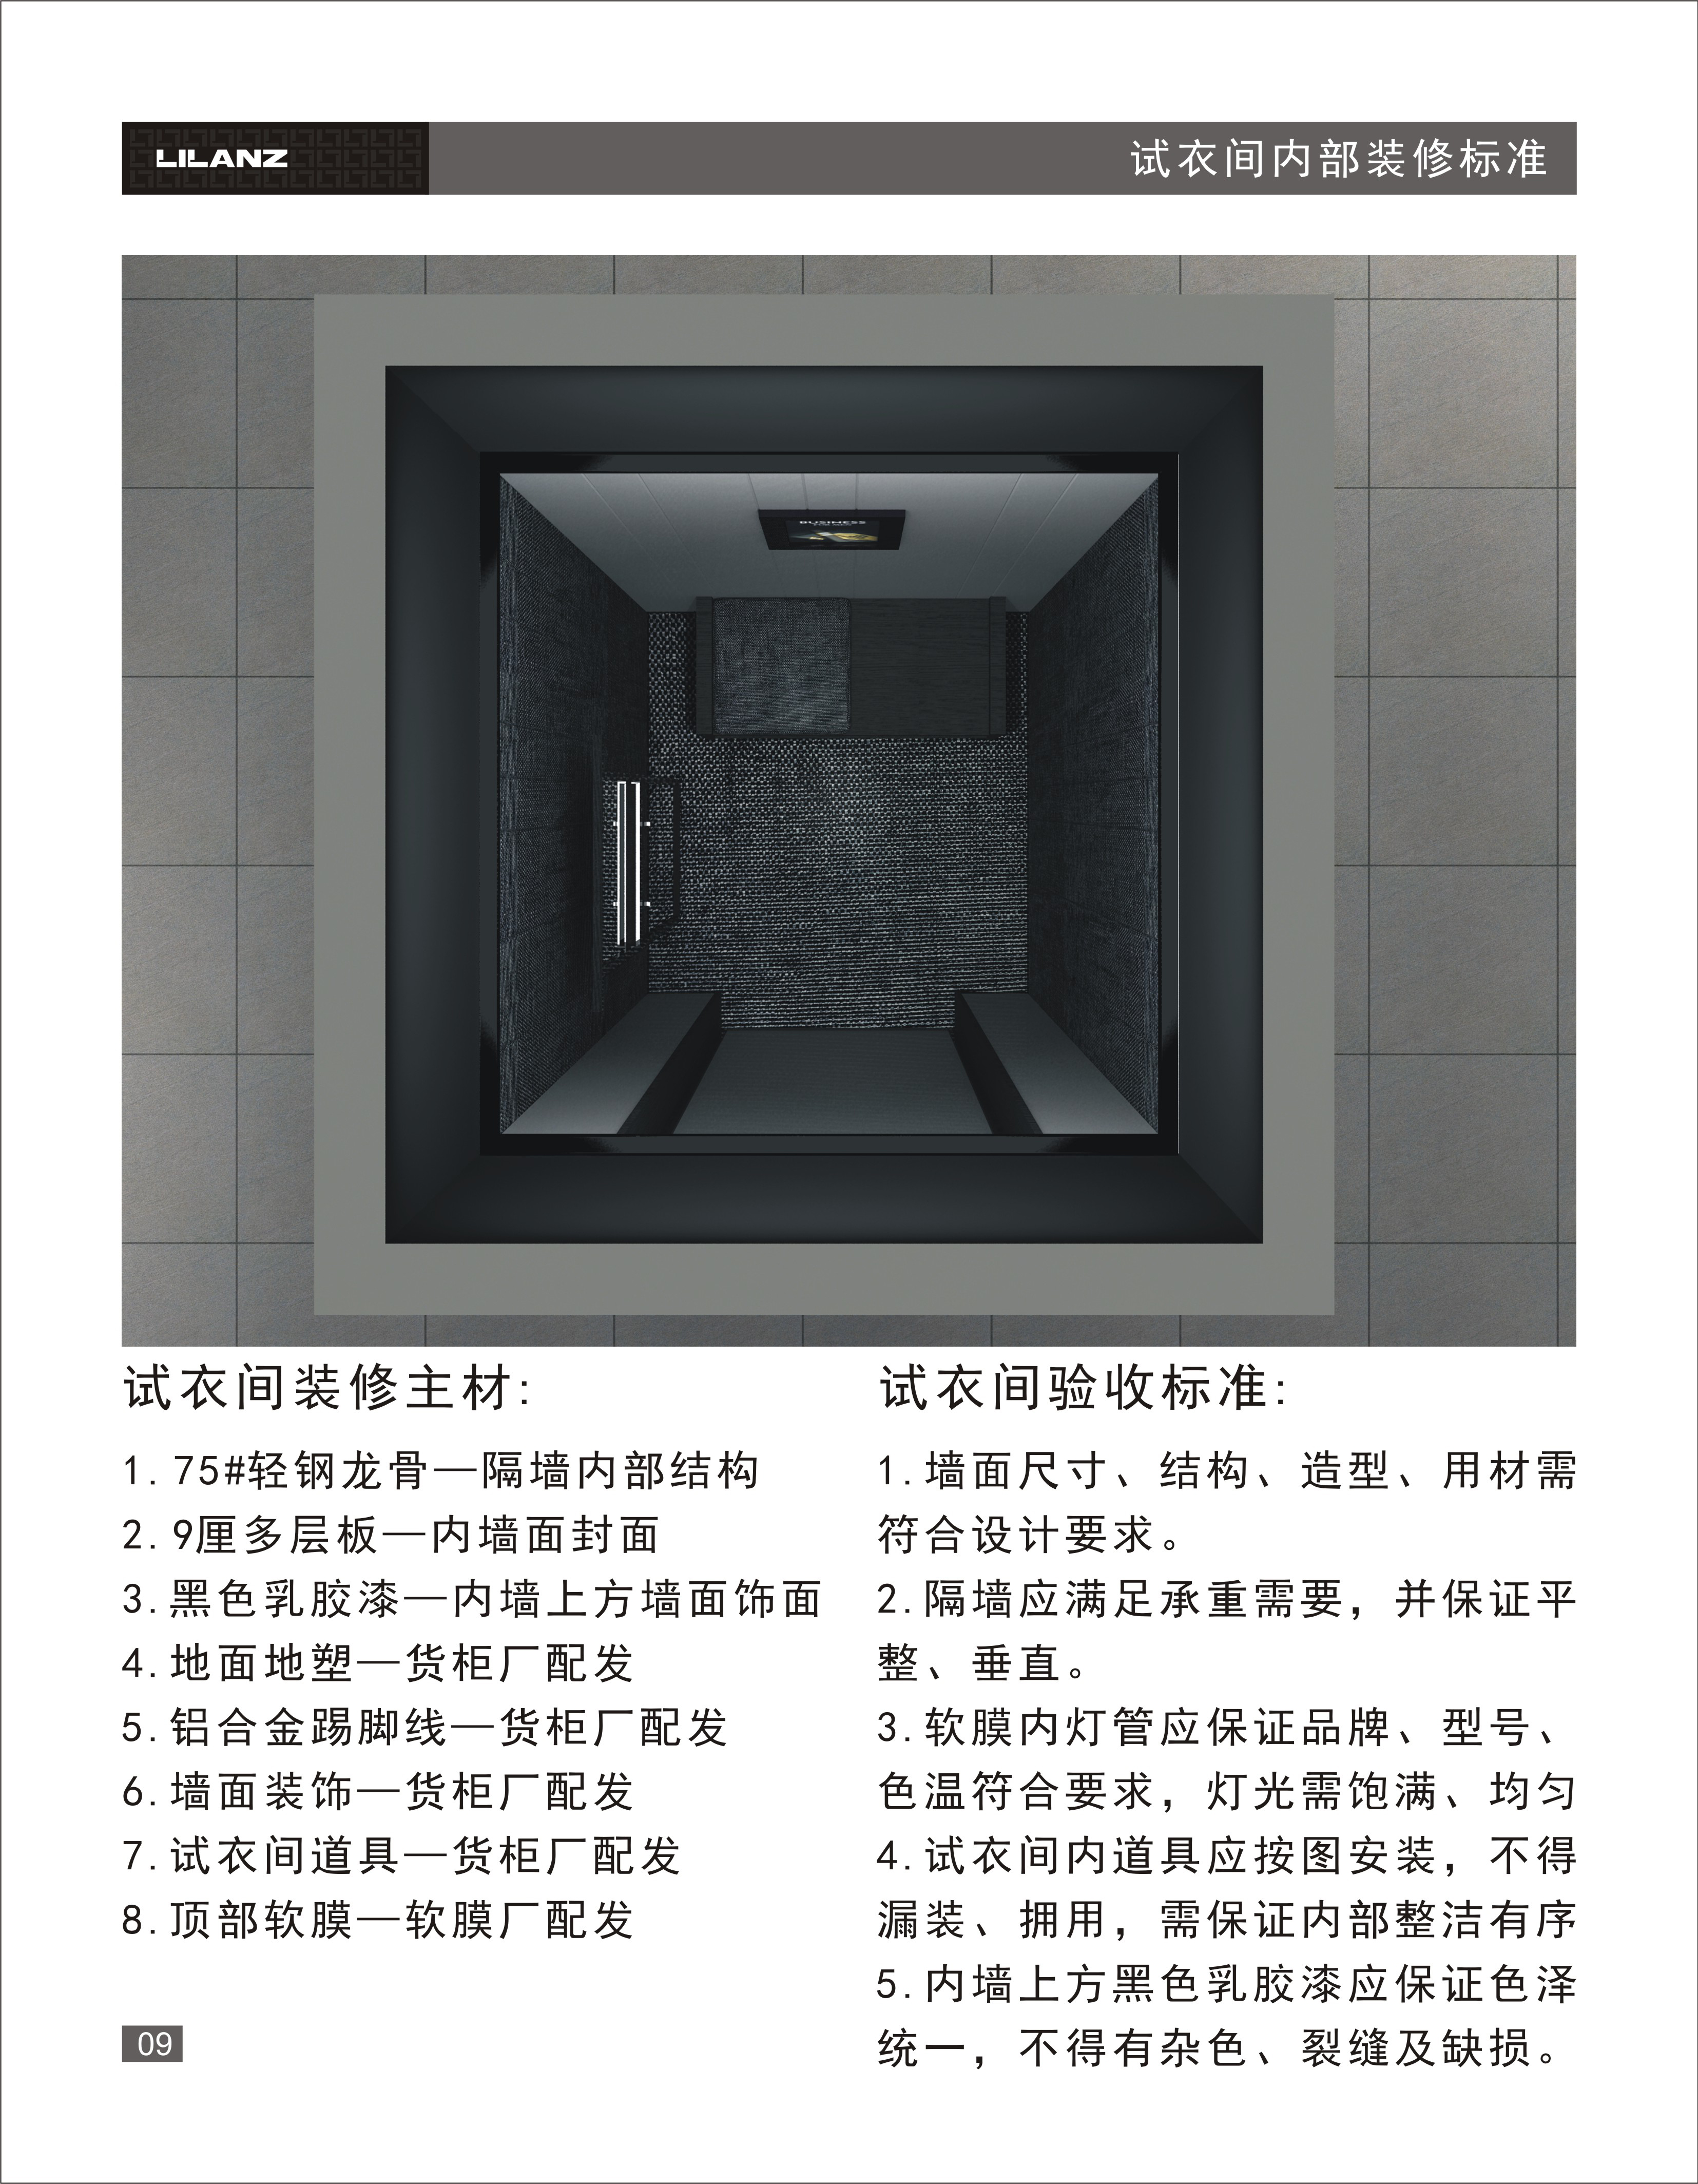 LILANZ
试衣间内部装修标准
BUSINESS
试衣间装修主材:
1.75#轻钢龙骨—隔墙内部结构
2.9厘多层板—内墙面封面
3.黑色乳胶漆—内墙上方墙面饰面
4.地面地塑—货柜厂配发
5.铝合金踢脚线—货柜厂配发
6.墙面装饰—货柜厂配发
7.试衣间道具—货柜厂配发
8.顶部软膜—软膜厂配发
试衣间验收标准:
1.墙面尺寸、结构、造型、用材需
符合设计要求。
2.隔墙应满足承重需要，并保证平
整、垂直。
3.软膜内灯管应保证品牌、型号、
色温符合要求，灯光需饱满、均匀
4.试衣间内道具应按图安装，不得
漏装、拥用，需保证内部整洁有序
5.内墙上方黑色乳胶漆应保证色泽
统一，不得有杂色、裂缝及缺损。
09